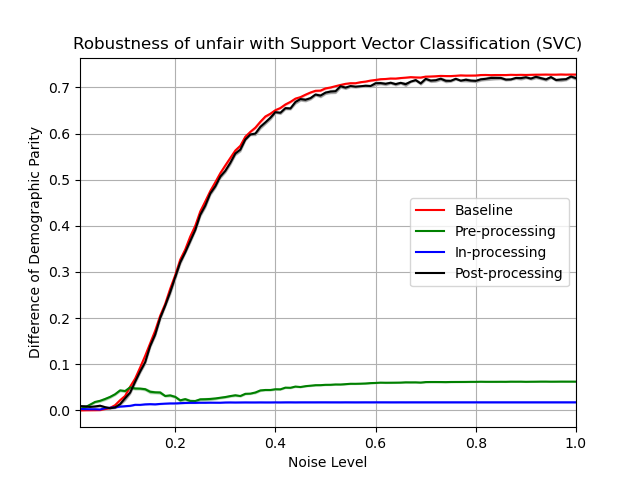 Robustness of unfair with Support Vector Classification (SVC)
Difference of Demographic Parity
0.7
0.6
0.5
0.4
0.3
0.2
0.1
0.0
Baseline
Pre-processing
In-processing
Post-processing
0.2 0.4 0.6 0.8 1.0
Noise Level